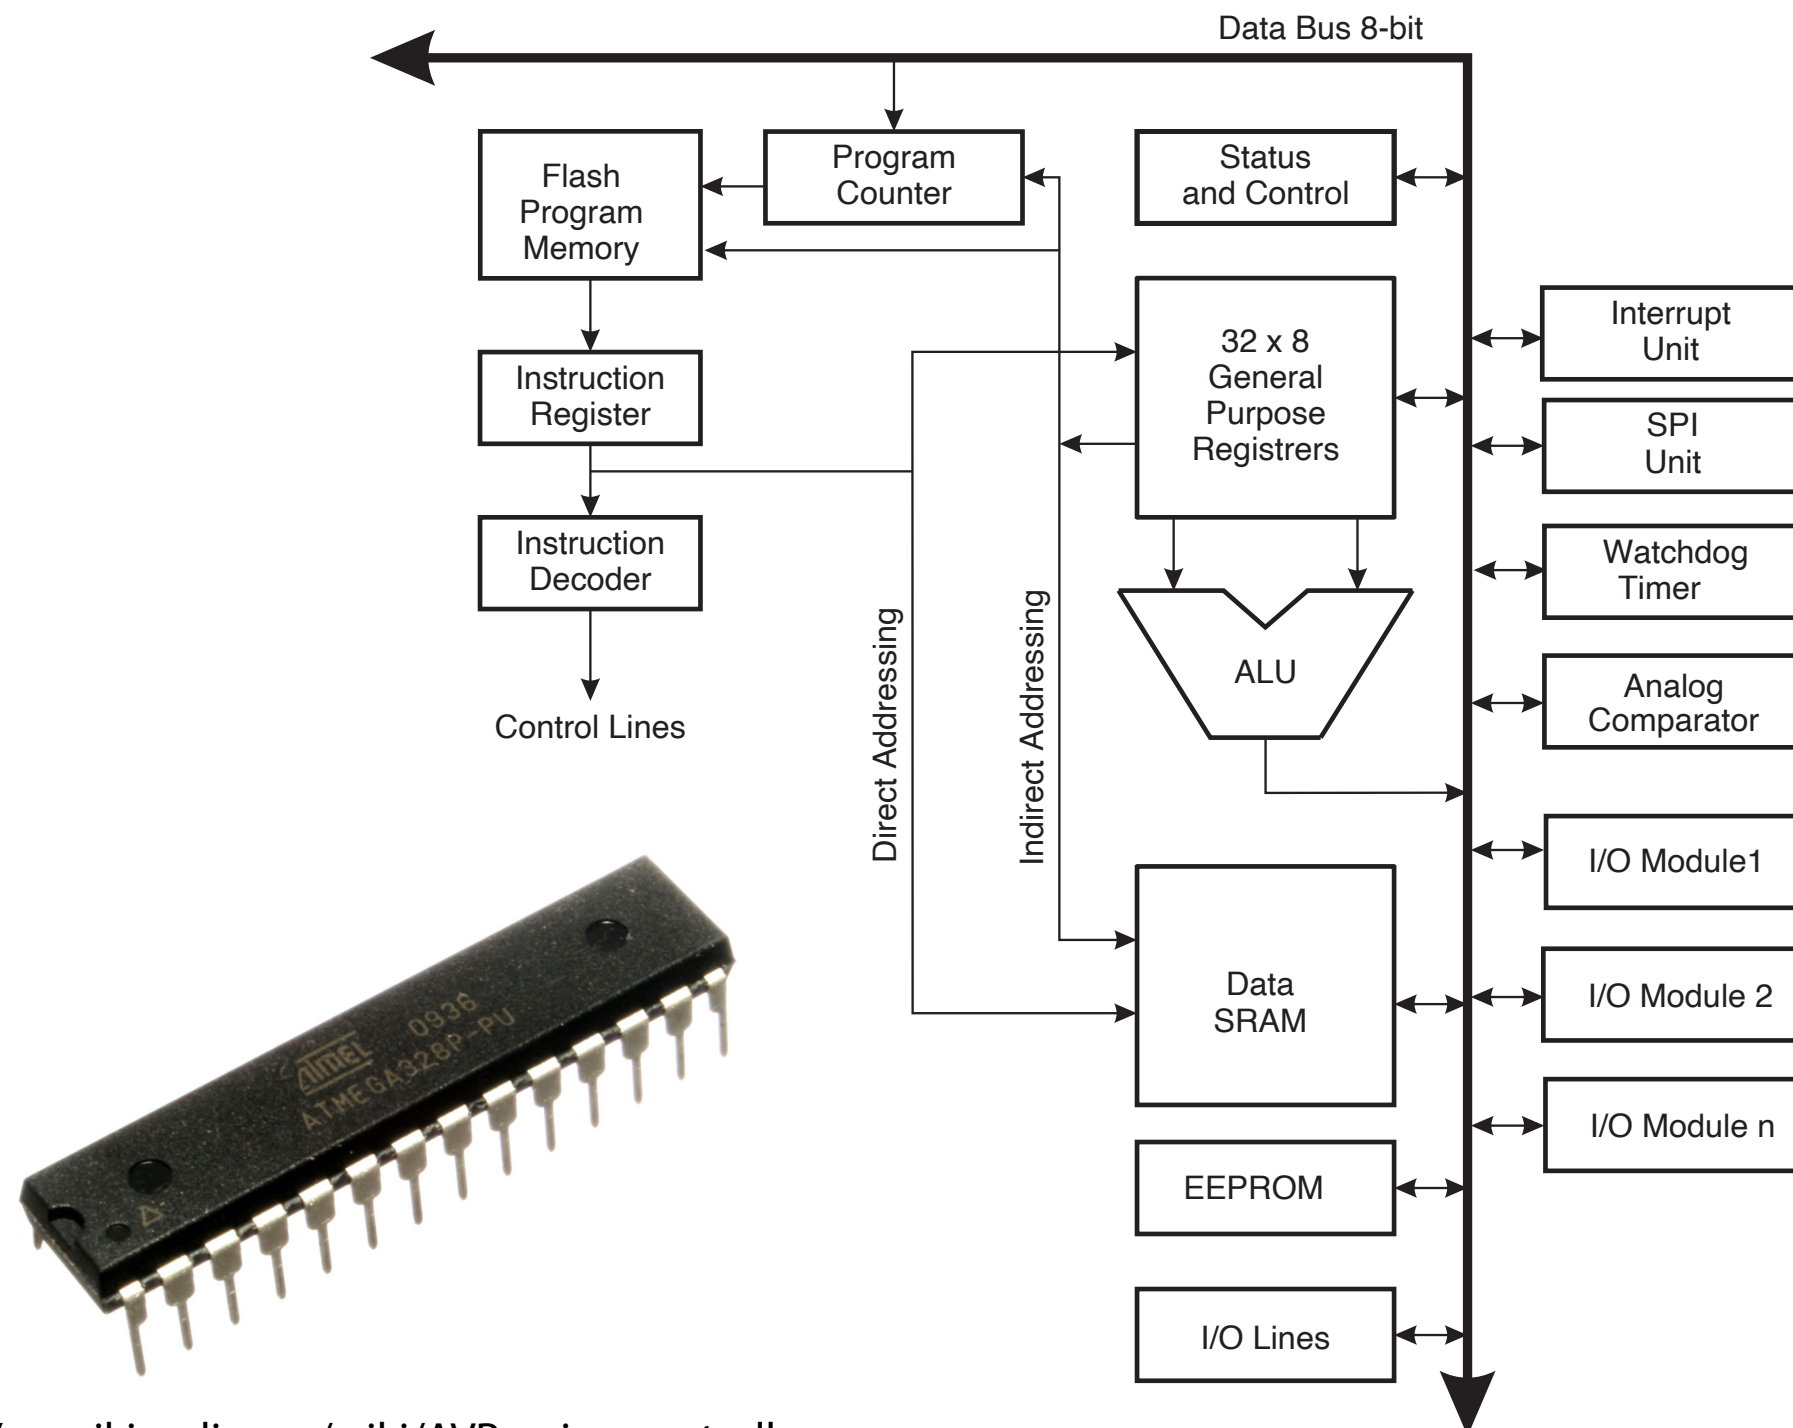 Data Bus 8-bit
Flash
Program
Memory
Program
Counter
Status
and Control
32 x 8
General
Purpose
Registrers
Interrupt
Unit
Instruction
Register
SPI
Unit
Instruction
Decoder
Watchdog
Timer
Control Lines
Direct Addressing
Indirect Addressing
ALU
Analog
Comparator
I/O Module1
Data
SRAM
I/O Module 2
I/O Module n
EEPROM
I/O Lines
ATMEL 0936
ATMEGA328P-PU